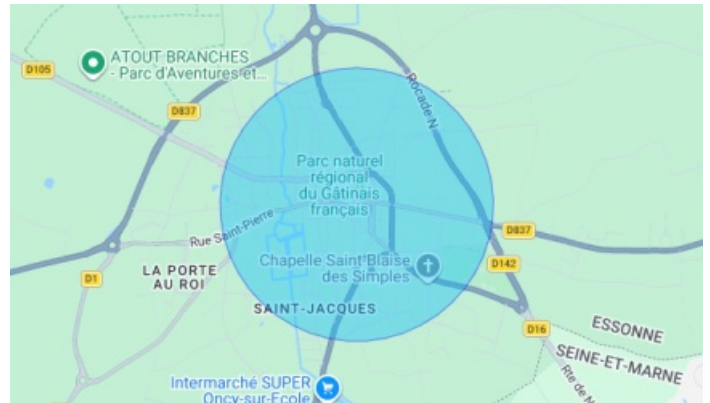 ATOUT BRANCHES
- Parc d'Aventures et...
D105
D837
Rocade N
Parc naturel
régional
du Gâtinais
français
Rue Saint-Pierre
D837
Chapelle Saint Blaise
des Simples
D142
LA PORTE
AU ROI
D1
SAINT-JACQUES
D16
ESSONNE
SEINE-ET-MARNE
Intermarché SUPER
Oncy-sur-Ecole